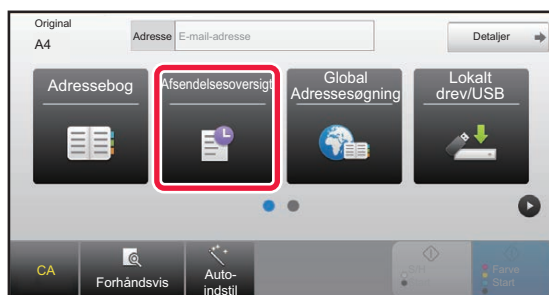 Original
A4
Adresse
E-mail-adresse
Detaljer
Adressebog
Afsendelsesoversigt
Global
Adressesøgning
Lokalt
drev/USB
CA
Forhåndsvis
Auto-
indstil
S/H
Start
Farve
Start